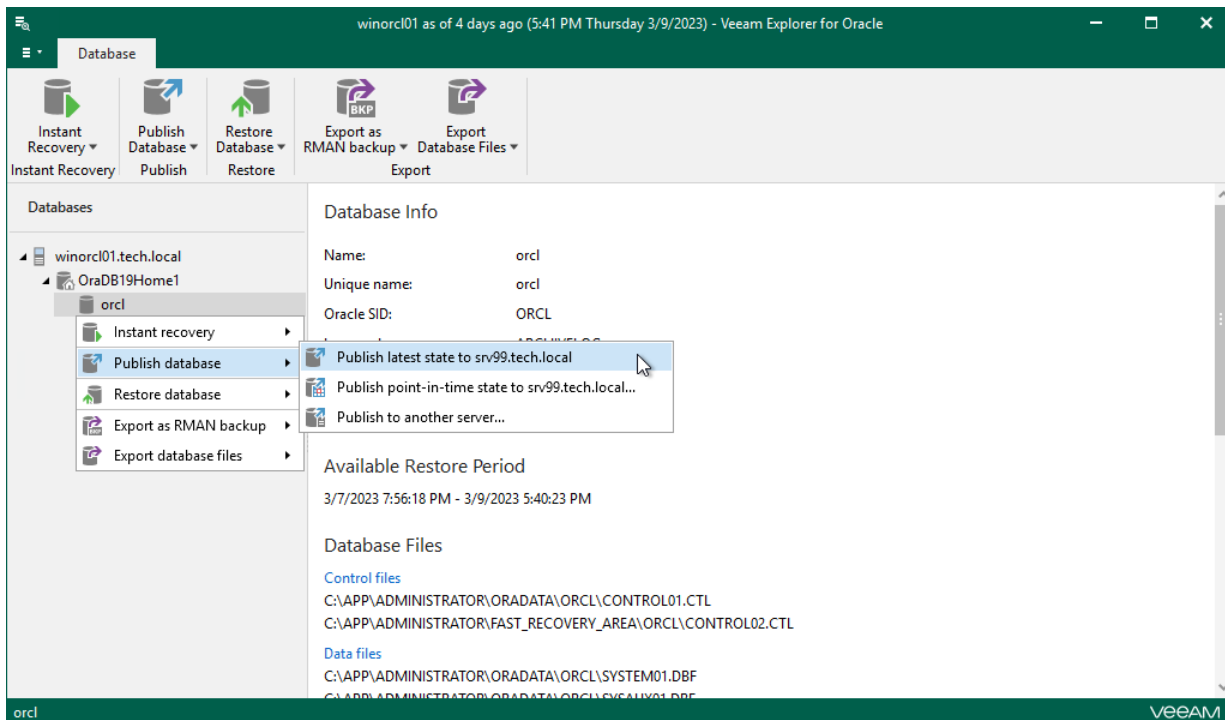 winorcl01 as of 4 days ago (5:41 PM Thursday 3/9/2023) - Veeam Explorer for Oracle
Database
Instant Recovery
Publish Database
Restore Database
BKP
Export as RMAN backup
Export Database Files
Instant Recovery
Publish
Restore
Export
Databases
winorcl01.tech.local
OraDB19Home1
orcl
Instant recovery
Publish database
Restore database
Export as RMAN backup
Export database files
Publish latest state to srv99.tech.local
Publish point-in-time state to srv99.tech.local...
Publish to another server...
Database Info
Name: orcl
Unique name: orcl
Oracle SID: ORCL
Available Restore Period
3/7/2023 7:56:18 PM - 3/9/2023 5:40:23 PM
Database Files
Control files
C:\APP\ADMINISTRATOR\ORADATA\ORCL\CONTROL01.CTL
C:\APP\ADMINISTRATOR\FAST_RECOVERY_AREA\ORCL\CONTROL02.CTL
Data files
C:\APP\ADMINISTRATOR\ORADATA\ORCL\SYSTEM01.DBF
C:\APP\ADMINISTRATOR\ORADATA\ORCL\SYSAUX01.DBF
orcl
veeam